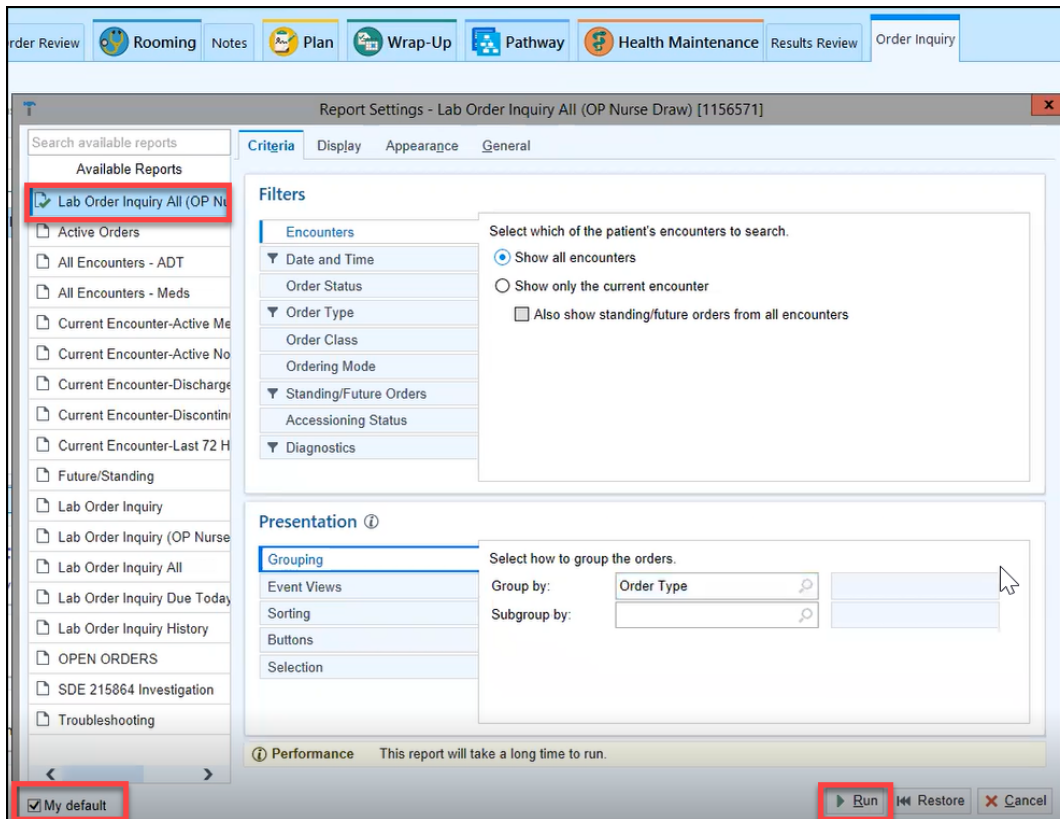 rder Review Rooming Notes Plan Wrap-Up Pathway Health Maintenance Results Review Order Inquiry
Report Settings - Lab Order Inquiry All (OP Nurse Draw) [1156571]
Search available reports
Available Reports
Lab Order Inquiry All (OP Nu
Active Orders
All Encounters - ADT
All Encounters - Meds
Current Encounter-Active Me
Current Encounter-Active No
Current Encounter-Discharge
Current Encounter-Discontin
Current Encounter-Last 72 H
Future/Standing
Lab Order Inquiry
Lab Order Inquiry (OP Nurse
Lab Order Inquiry All
Lab Order Inquiry Due Today
Lab Order Inquiry History
OPEN ORDERS
SDE 215864 Investigation
Troubleshooting
My default
Criteria Display Appearance General
Filters
Encounters
Date and Time
Order Status
Order Type
Order Class
Ordering Mode
Standing/Future Orders
Accessioning Status
Diagnostics
Select which of the patient's encounters to search.
Show all encounters
Show only the current encounter
Also show standing/future orders from all encounters
Presentation
Grouping
Event Views
Sorting
Buttons
Selection
Select how to group the orders.
Group by: Order Type
Subgroup by:
Performance This report will take a long time to run.
Run Restore Cancel